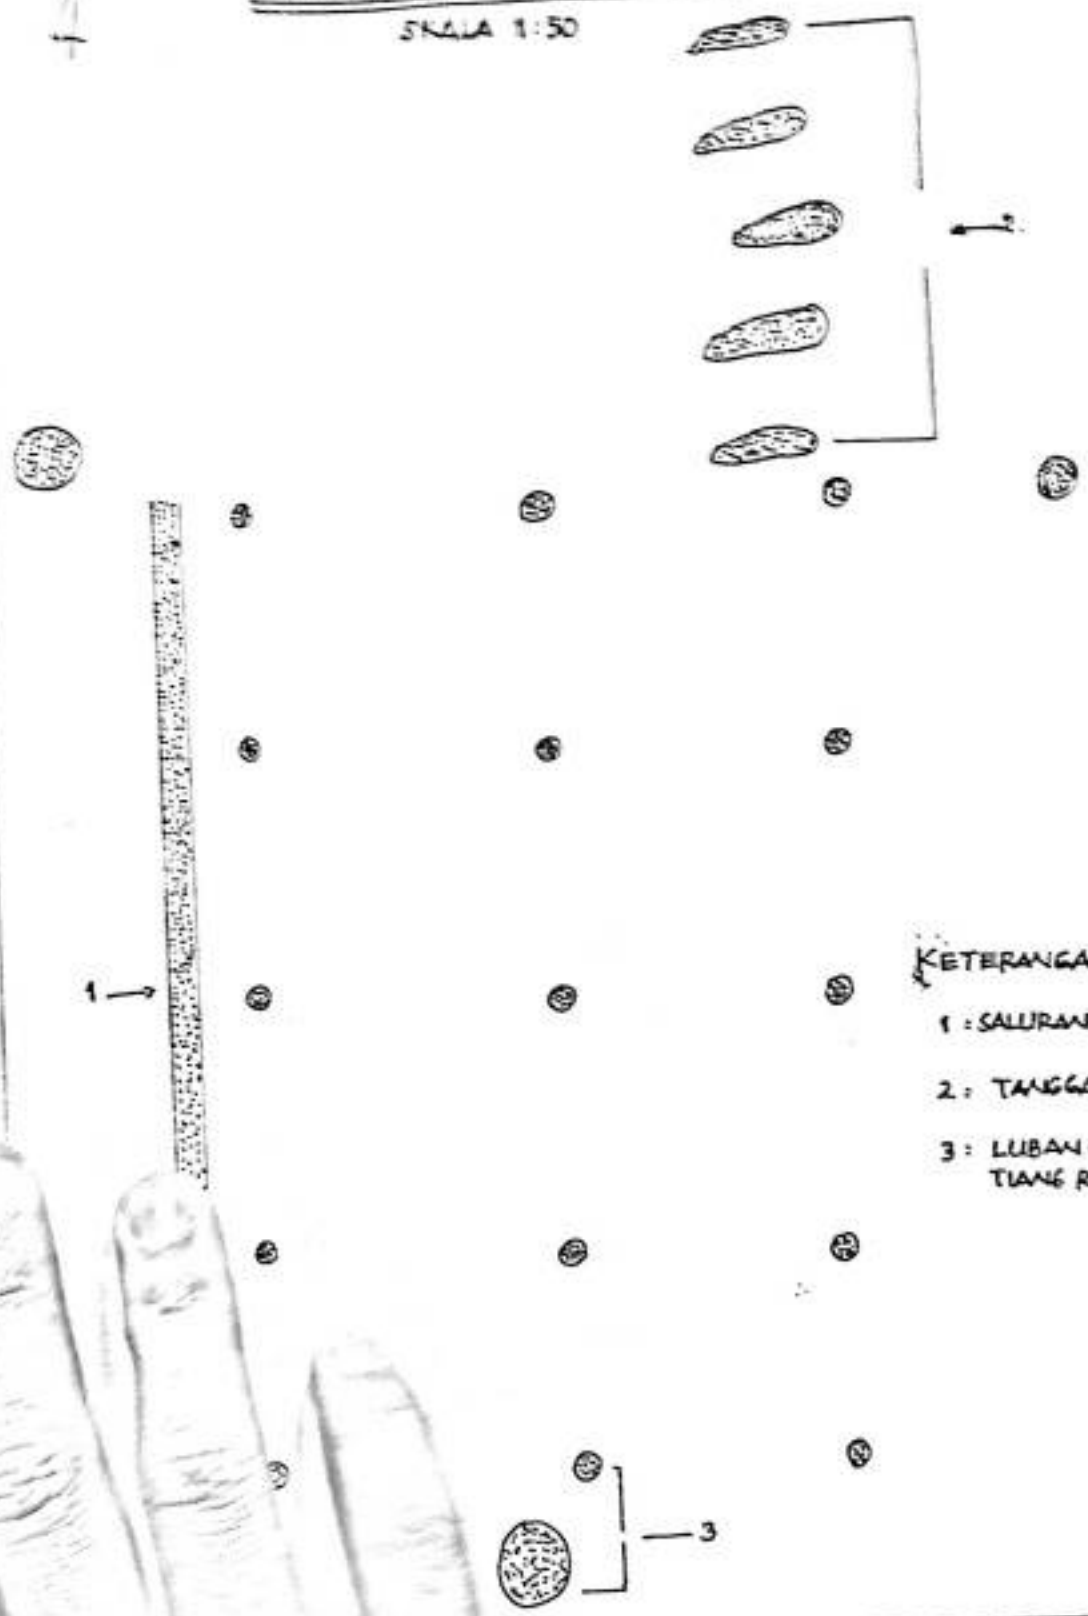 SKALA 1:50
2
1
KETERANGA
1 : SALURAN
2 : TANGGA
3 : LUBAN
TIANG R
3